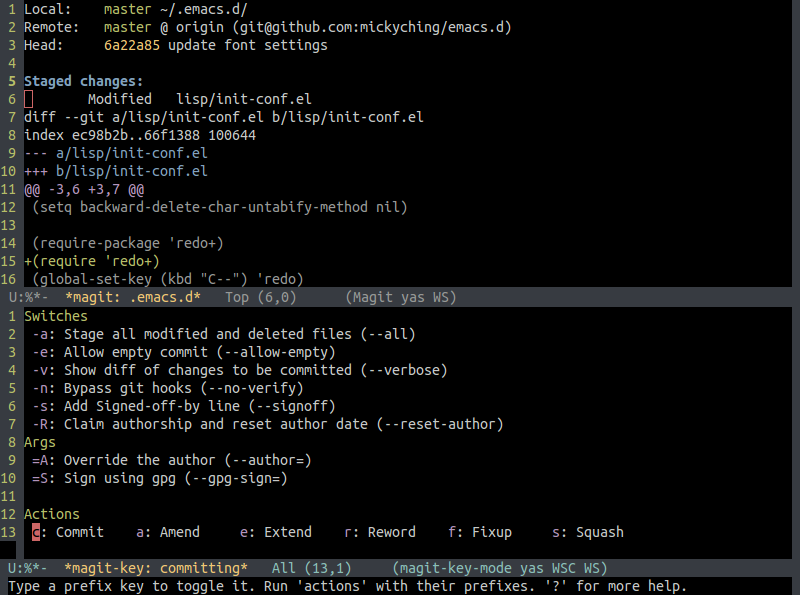 1 Local:    master ~/.emacs.d/
2 Remote:   master @ origin (git@github.com:mickyching/emacs.d)
3 Head:     6a22a85 update font settings
4
5 Staged changes:
6         Modified   lisp/init-conf.el
7 diff --git a/lisp/init-conf.el b/lisp/init-conf.el
8 index ec98b2b..66f1388 100644
9 --- a/lisp/init-conf.el
10 +++ b/lisp/init-conf.el
11 @@ -3,6 +3,7 @@
12  (setq backward-delete-char-untabify-method nil)
13
14  (require-package 'redo+)
15 +(require 'redo+)
16  (global-set-key (kbd "C--") 'redo)
U:%*-  *magit: .emacs.d*   Top (6,0)      (Magit yas WS)
1 Switches
2  -a: Stage all modified and deleted files (--all)
3  -e: Allow empty commit (--allow-empty)
4  -v: Show diff of changes to be committed (--verbose)
5  -n: Bypass git hooks (--no-verify)
6  -s: Add Signed-off-by line (--signoff)
7  -R: Claim authorship and reset author date (--reset-author)
8 Args
9  =A: Override the author (--author=)
10  =S: Sign using gpg (--gpg-sign=)
11
12 Actions
13  c: Commit    a: Amend     e: Extend    r: Reword    f: Fixup     s: Squash
U:%*-  *magit-key: committing*   All (13,1)     (magit-key-mode yas WSC WS)
Type a prefix key to toggle it. Run 'actions' with their prefixes. '?' for more help.